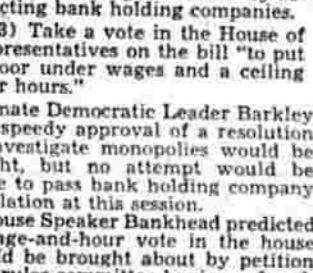 cting bank holding companies.
3) Take a vote in the House of
presentatives on the bill "to put
oor under wages and a ceiling
r hours."
nate Democratic Leader Barkley
speedy approval of a resolution
nvestigate monopolies would be
ht, but no attempt would be
e to pass bank holding company
lation at this session.
ouse Speaker Bankhead predicted
age-and-hour vote in the house
ld be brought about by petition